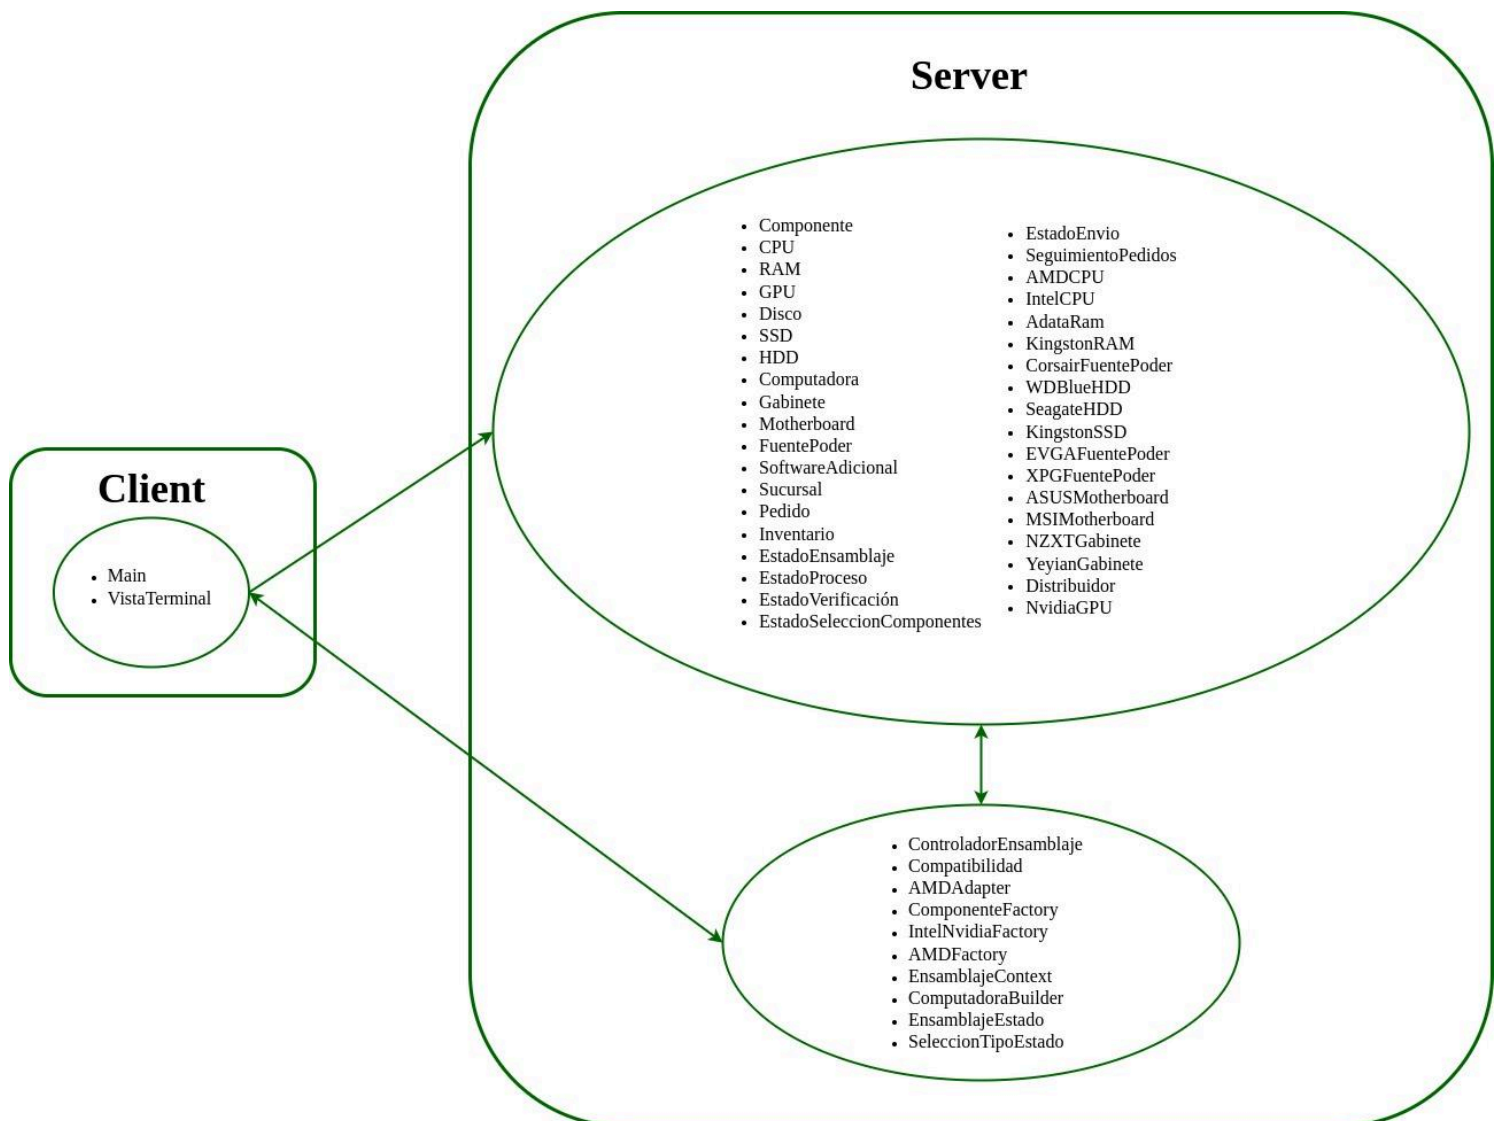 Server
Componente
CPU
RAM
GPU
Disco
SSD
HDD
Computadora
Gabinete
Motherboard
FuentePoder
SoftwareAdicional
Sucursal
Pedido
Inventario
EstadoEnsamblaje
EstadoProceso
EstadoVerificación
EstadoSeleccionComponentes
EstadoEnvio
SeguimientoPedidos
AMDCPU
IntelCPU
AdataRam
KingstonRAM
CorsairFuentePoder
WDBlueHDD
SeagateHDD
KingstonSSD
EVGAFuentePoder
XPGFuentePoder
ASUSMotherboard
MSIMotherboard
NZXTGabinete
YeyianGabinete
Distribuidor
NvidiaGPU
Client
Main
VistaTerminal
ControladorEnsamblaje
Compatibilidad
AMDAdapter
ComponenteFactory
IntelNvidiaFactory
AMDFactory
EnsamblajeContext
ComputadoraBuilder
EnsamblajeEstado
SeleccionTipoEstado